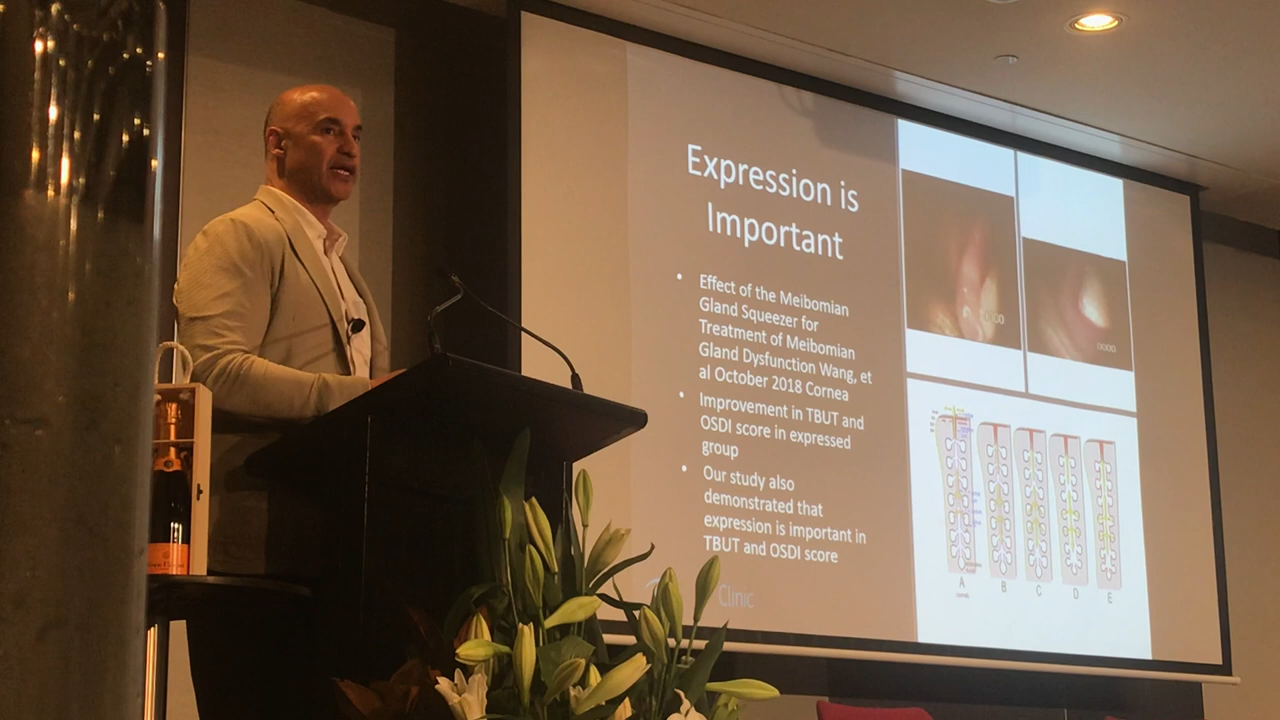 Expression is
Important
• Effect of the Meibomian
Gland Squeezer for
Treatment of Meibomian
Gland Dysfunction Wang, et
al October 2018 Cornea
• Improvement in TBUT and
OSDI score in expressed
group
• Our study also
demonstrated that
expression is important in
TBUT and OSDI score
Clinic
A
B
C
D
E